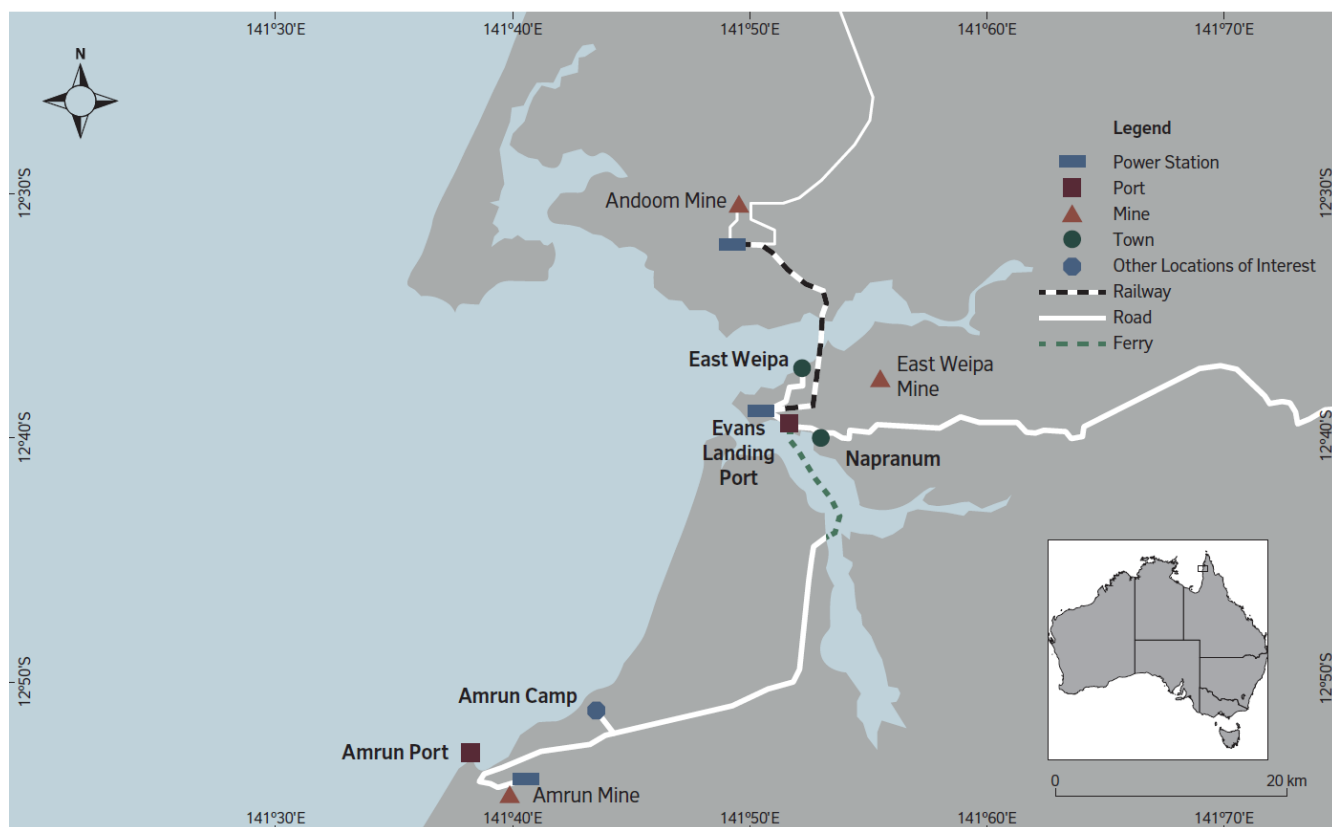 141°30'E
141°40'E
141°50'E
141°60'E
141°70'E
N
Legend
Power Station
Port
Mine
Town
Other Locations of Interest
Railway
Road
Ferry
12°30'S
12°30'S
Andoom Mine
East Weipa
East Weipa
Mine
12°40'S
12°40'S
Evans
Landing
Port
Napranum
12°50'S
12°50'S
Amrun Camp
Amrun Port
Amrun Mine
0
20 km
141°30'E
141°40'E
141°50'E
141°60'E
141°70'E